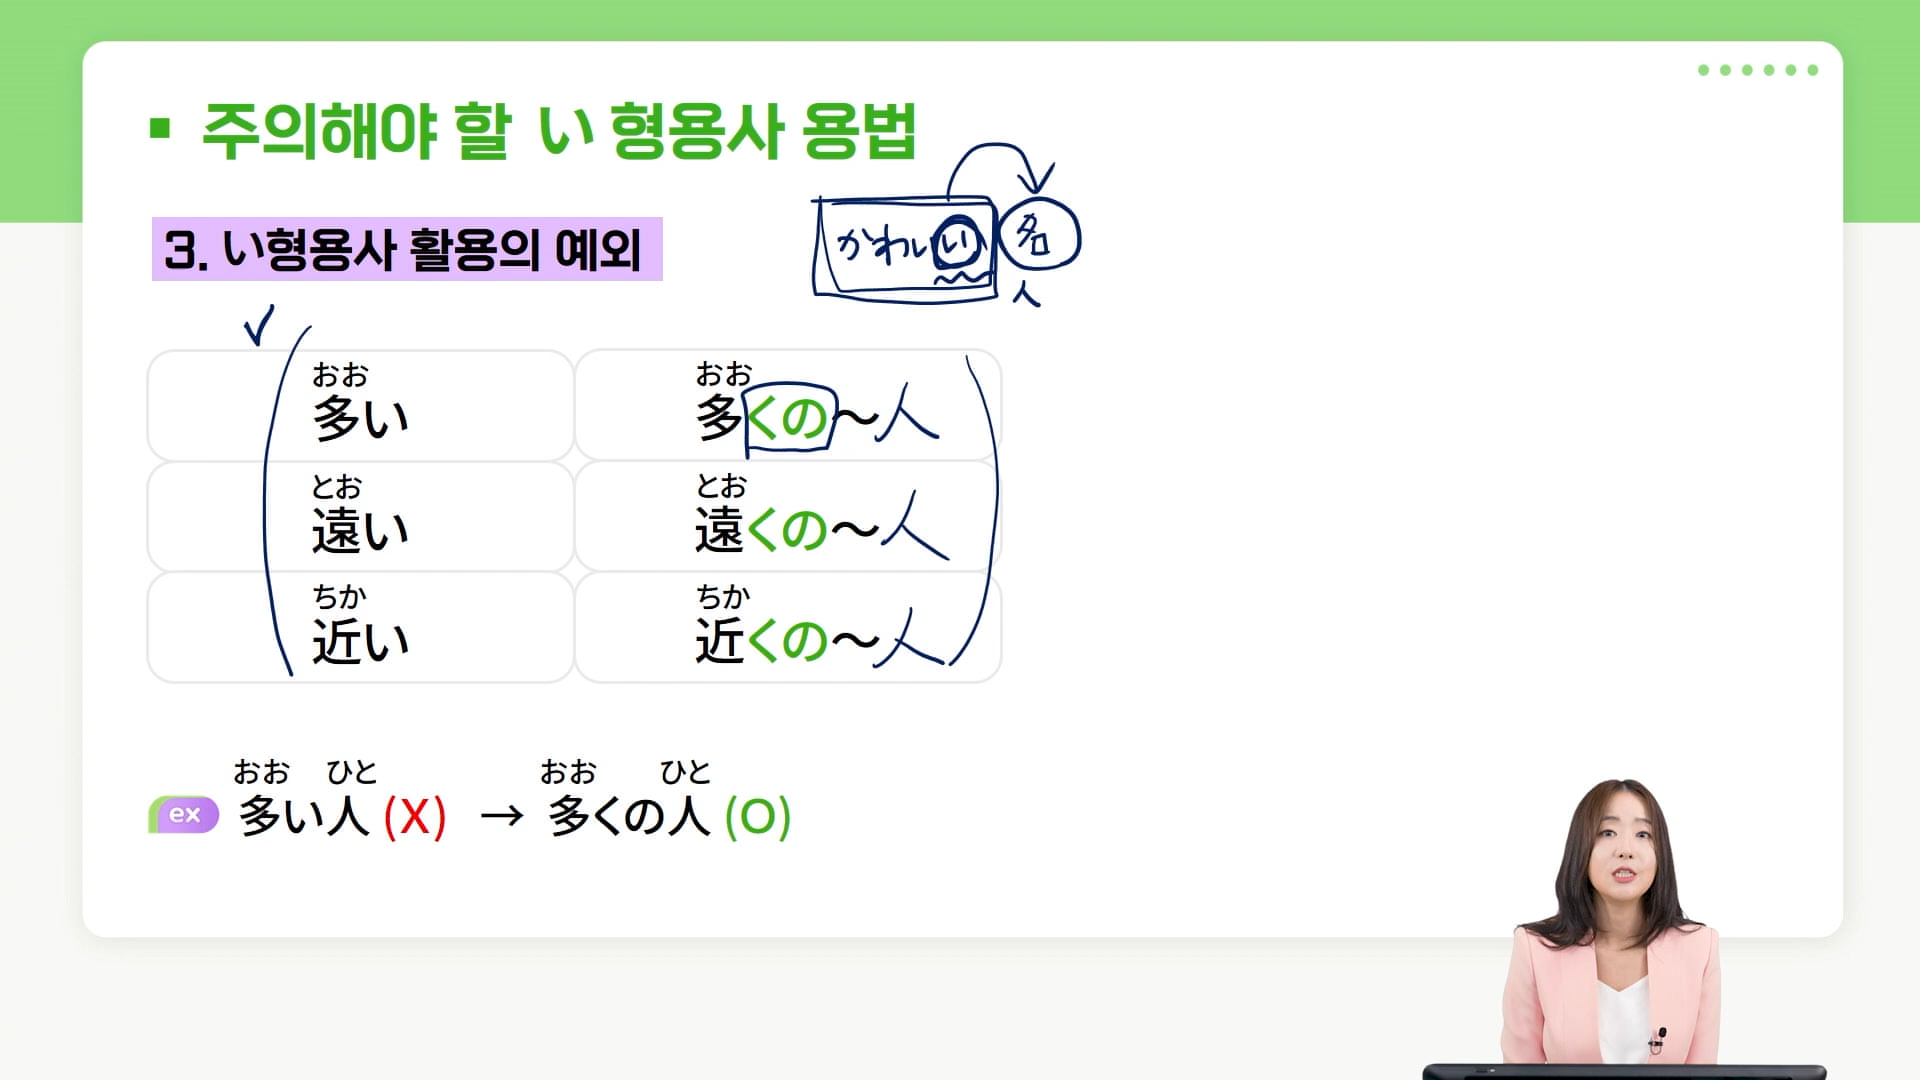 ▪ 주의해야 할 い 형용사 용법
かわいい 名
人
3. い형용사 활용의 예외
おお おお
多い 多くの〜人
とお とお
遠い 遠くの〜人
ちか ちか
近い 近くの〜人
おお ひと おお ひと
ex 多い人 (X) → 多くの人 (O)